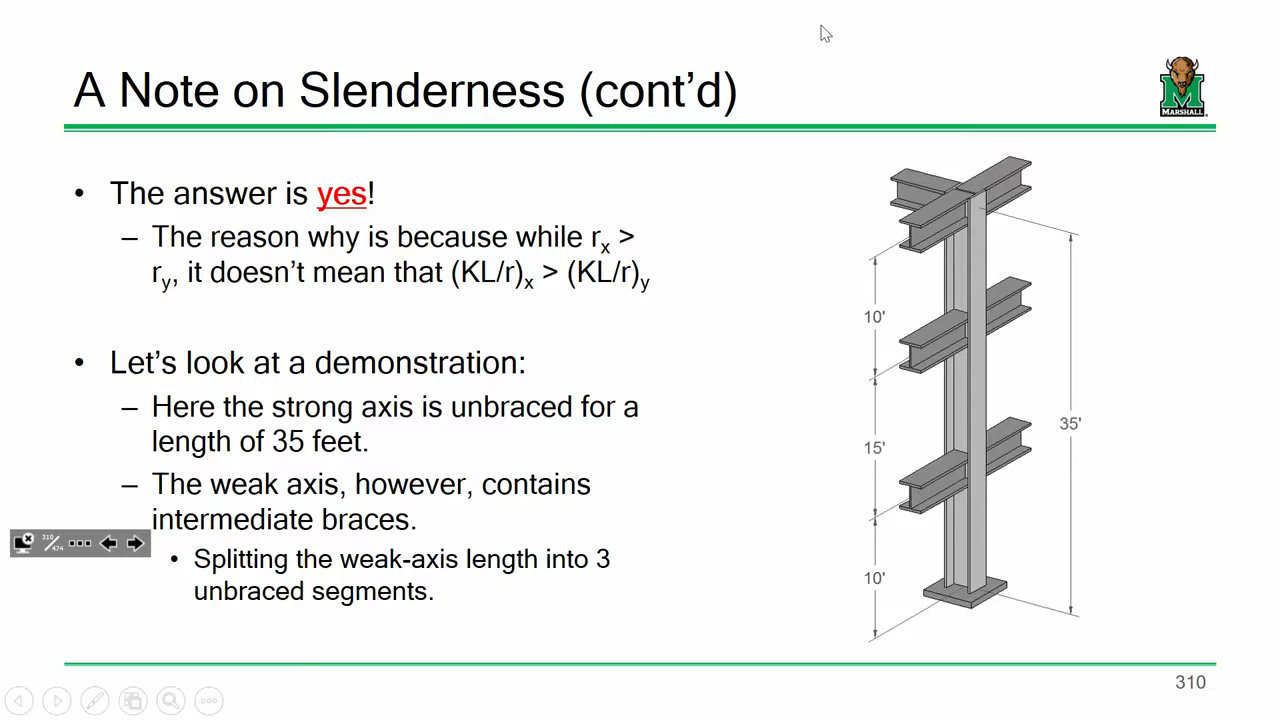 A Note on Slenderness (cont’d)
MARSHALL
• The answer is yes!
– The reason why is because while rx >
ry, it doesn’t mean that (KL/r)x > (KL/r)y
• Let’s look at a demonstration:
– Here the strong axis is unbraced for a
length of 35 feet.
– The weak axis, however, contains
intermediate braces.
• Splitting the weak-axis length into 3
unbraced segments.
10'
15'
10'
35'
310/474
310